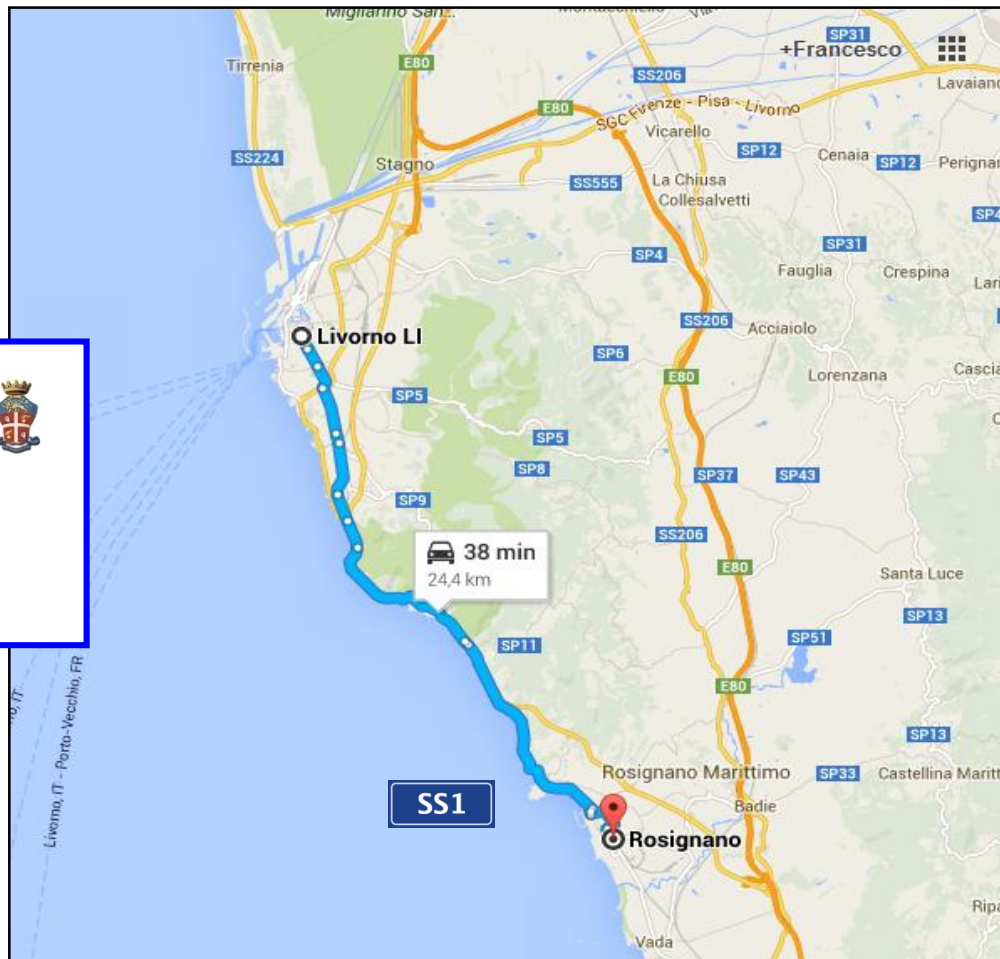 Migliarino San...
+Francesco
SP31
Tirrenia
E80
SS206
Lavaiano
E80
SGC Firenze - Pisa - Livorno
Vicarello
SS224
Stagno
SP12
Cenaia
SP12
SS555
La Chiusa
Collesalvetti
SP31
SP4
Fauglia
Crespina
SS206
Acciaiolo
Livorno LI
SP6
E80
Lorenzana
SP5
SP5
SP8
SP37
SP43
SP9
SS206
38 min
24,4 km
E80
Santa Luce
SP13
SP51
SP11
E80
Livorno, IT - Porto-Vecchio, FR
SP13
Rosignano Marittimo
SP33
SS1
Badie
Rosignano
Vada